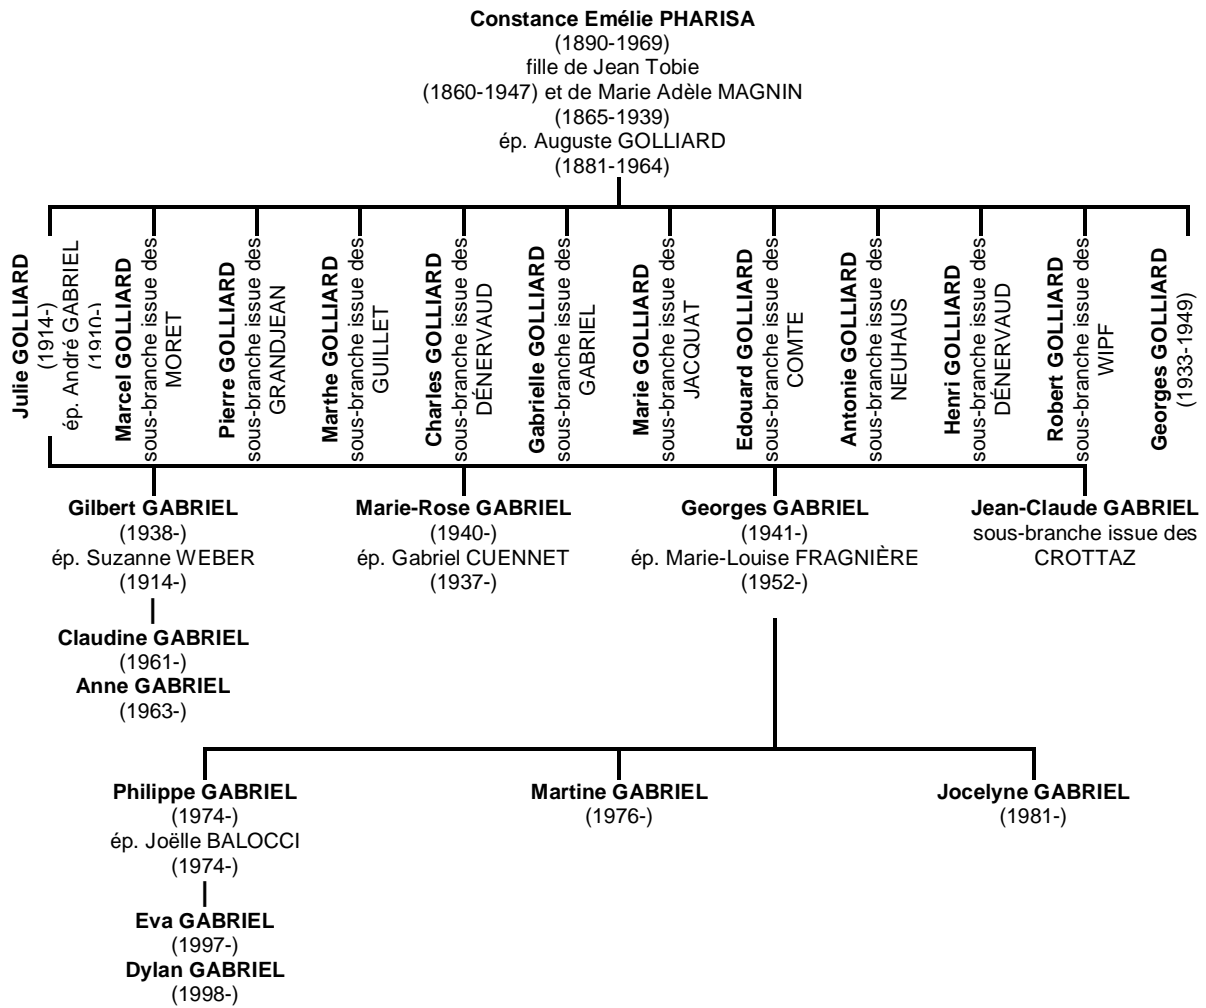 Constance Emélie PHARISA
(1890-1969)
fille de Jean Tobie
(1860-1947) et de Marie Adèle MAGNIN
(1865-1939)
ép. Auguste GOLLIARD
(1881-1964)
Julie GOLLIARD
(1914-)
ép. André GABRIEL
(1910-)
Marcel GOLLIARD
sous-branche issue des
MORET
Pierre GOLLIARD
sous-branche issue des
GRANDJEAN
Marthe GOLLIARD
sous-branche issue des
GUILLET
Charles GOLLIARD
sous-branche issue des
DÉNERVAUD
Gabrielle GOLLIARD
sous-branche issue des
GABRIEL
Marie GOLLIARD
sous-branche issue des
JACQUAT
Edouard GOLLIARD
sous-branche issue des
COMTE
Antonie GOLLIARD
sous-branche issue des
NEUHAUS
Henri GOLLIARD
sous-branche issue des
DÉNERVAUD
Robert GOLLIARD
sous-branche issue des
WIPF
Georges GOLLIARD
(1933-1949)
Gilbert GABRIEL
(1938-)
ép. Suzanne WEBER
(1914-)
Claudine GABRIEL
(1961-)
Anne GABRIEL
(1963-)
Marie-Rose GABRIEL
(1940-)
ép. Gabriel CUENNET
(1937-)
Georges GABRIEL
(1941-)
ép. Marie-Louise FRAGNIÈRE
(1952-)
Jean-Claude GABRIEL
sous-branche issue des
CROTTAZ
Philippe GABRIEL
(1974-)
ép. Joëlle BALOCCI
(1974-)
Eva GABRIEL
(1997-)
Dylan GABRIEL
(1998-)
Martine GABRIEL
(1976-)
Jocelyne GABRIEL
(1981-)